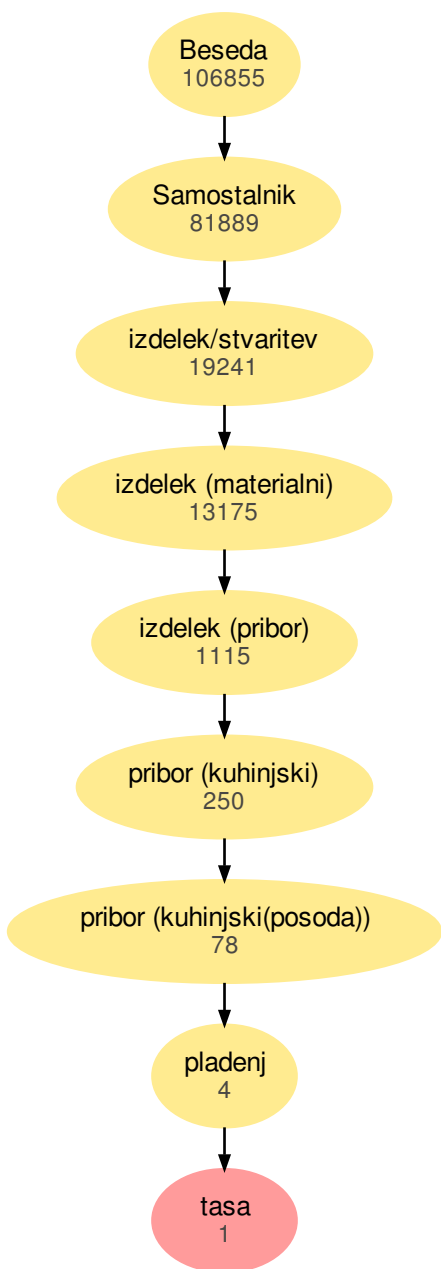 Beseda
106855
Samostalnik
81889
izdelek/stvaritev
19241
izdelek (materialni)
13175
izdelek (pribor)
1115
pribor (kuhinjski)
250
pribor (kuhinjski(posoda))
78
pladenj
4
tasa
1